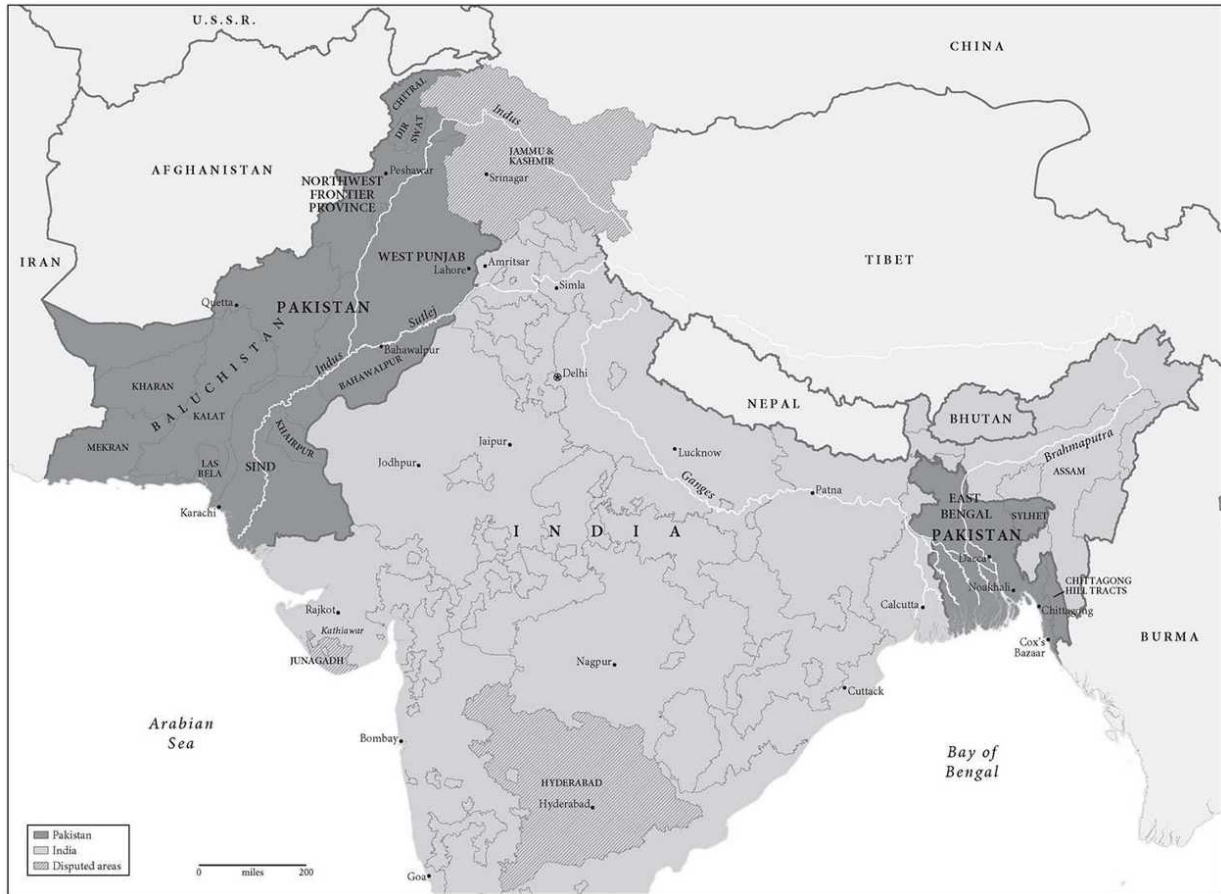 U.S.S.R.
CHINA
CHITRAL
DIR
SWAT
Indus
JAMMU &
KASHMIR
Srinagar
AFGHANISTAN
Peshawar
NORTHWEST
FRONTIER
PROVINCE
IRAN
WEST PUNJAB
Lahore
Amritsar
Simla
TIBET
Quetta
PAKISTAN
Sutlej
Bahawalpur
Indus
BAHAWALPUR
Delhi
BALUCHISTAN
KHARAN
KALAT
KHAIRPUR
NEPAL
BHUTAN
Brahmaputra
MEKRAN
LAS
BELA
SIND
Jaipur
Jodhpur
Lucknow
Ganges
Patna
ASSAM
Karachi
INDIA
EAST
BENGAL
SYLHET
PAKISTAN
Dacca
Noakhali
CHITTAGONG
HILL TRACTS
Chittagong
Calcutta
Rajkot
Kathiawar
JUNAGADH
Cox's
Bazaar
BURMA
Nagpur
Cuttack
Arabian
Sea
Bombay
Bay of
Bengal
HYDERABAD
Hyderabad
Pakistan
India
Disputed areas
0 200
miles
Goa